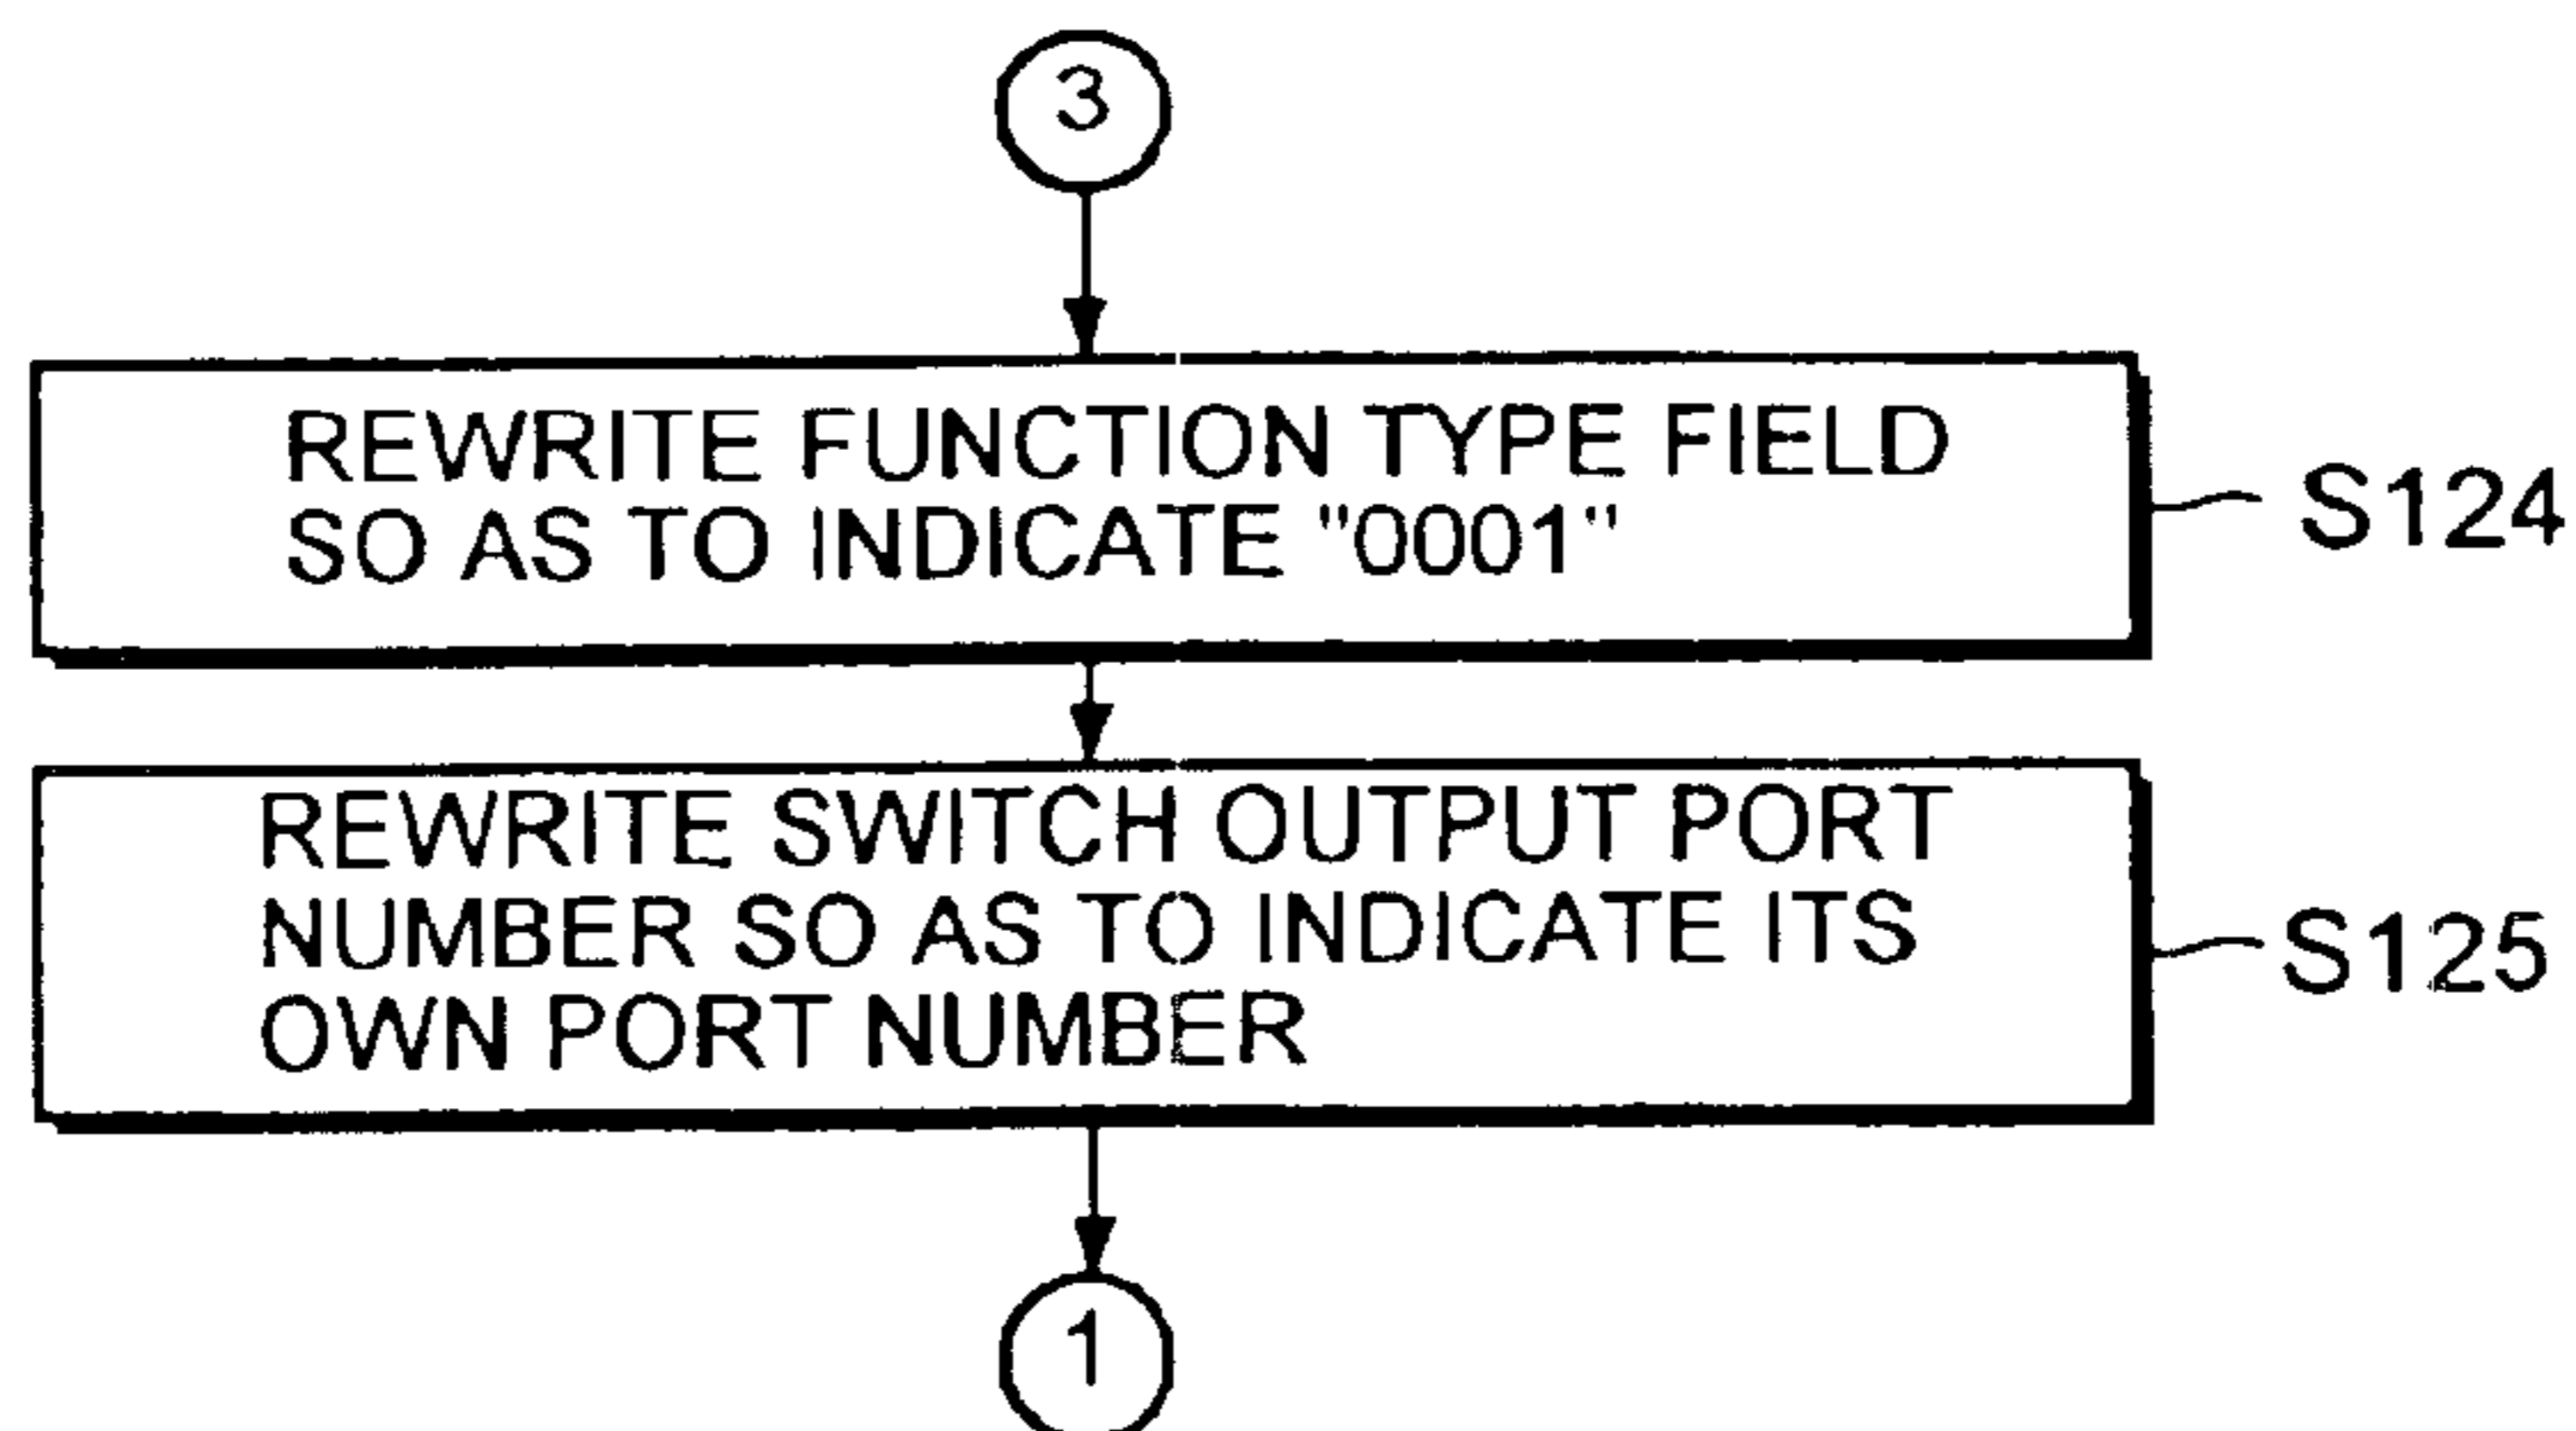 3
REWRITE FUNCTION TYPE FIELD
SO AS TO INDICATE "0001"
S124
REWRITE SWITCH OUTPUT PORT
NUMBER SO AS TO INDICATE ITS
OWN PORT NUMBER
S125
1